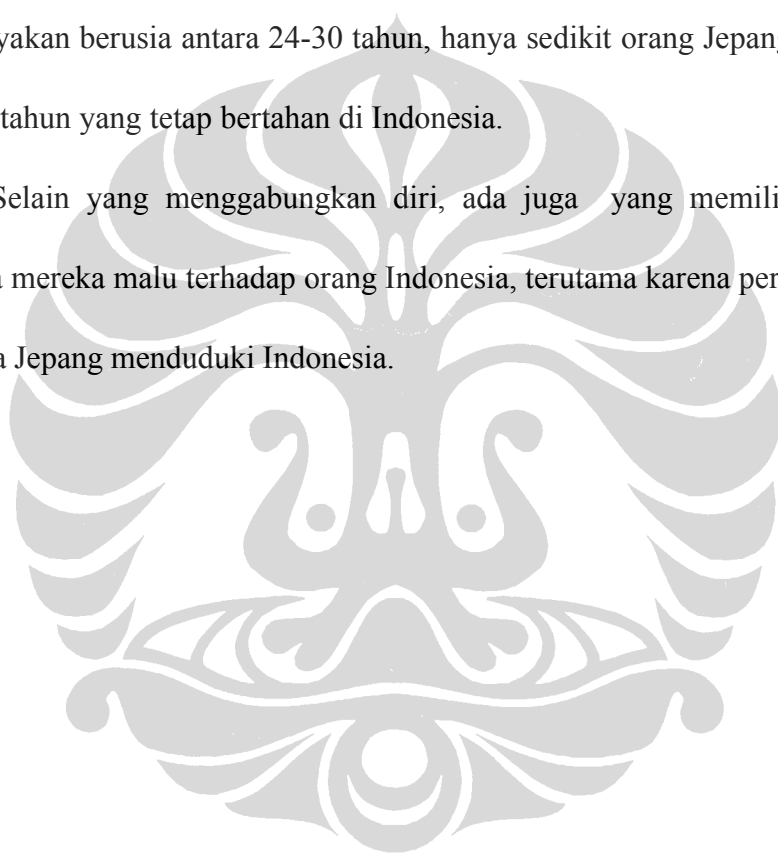 yakan berusia antara 24-30 tahun, hanya sedikit orang Jepang
tahun yang tetap bertahan di Indonesia.
Selain yang menggabungkan diri, ada juga yang memili
mereka malu terhadap orang Indonesia, terutama karena per
a Jepang menduduki Indonesia.